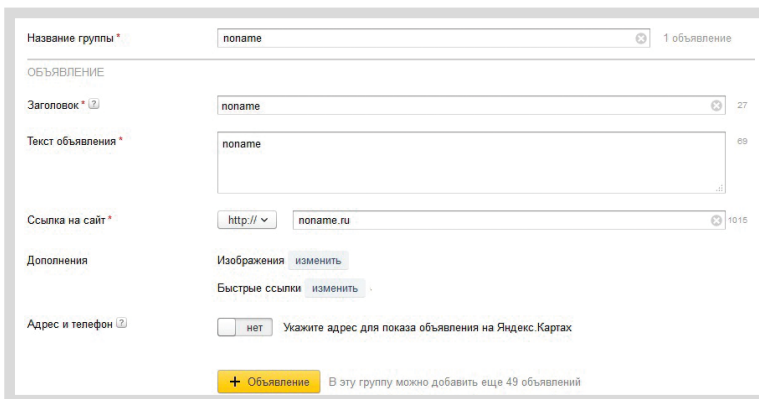 Название группы * noname 1 объявление
ОБЪЯВЛЕНИЕ
Заголовок * ? noname 27
Текст объявления * noname 69
Ссылка на сайт * http:// noname.ru 1015
Дополнения Изображения изменить
Быстрые ссылки изменить
Адрес и телефон ? нет Укажите адрес для показа объявления на Яндекс.Картах
+ Объявление В эту группу можно добавить еще 49 объявлений